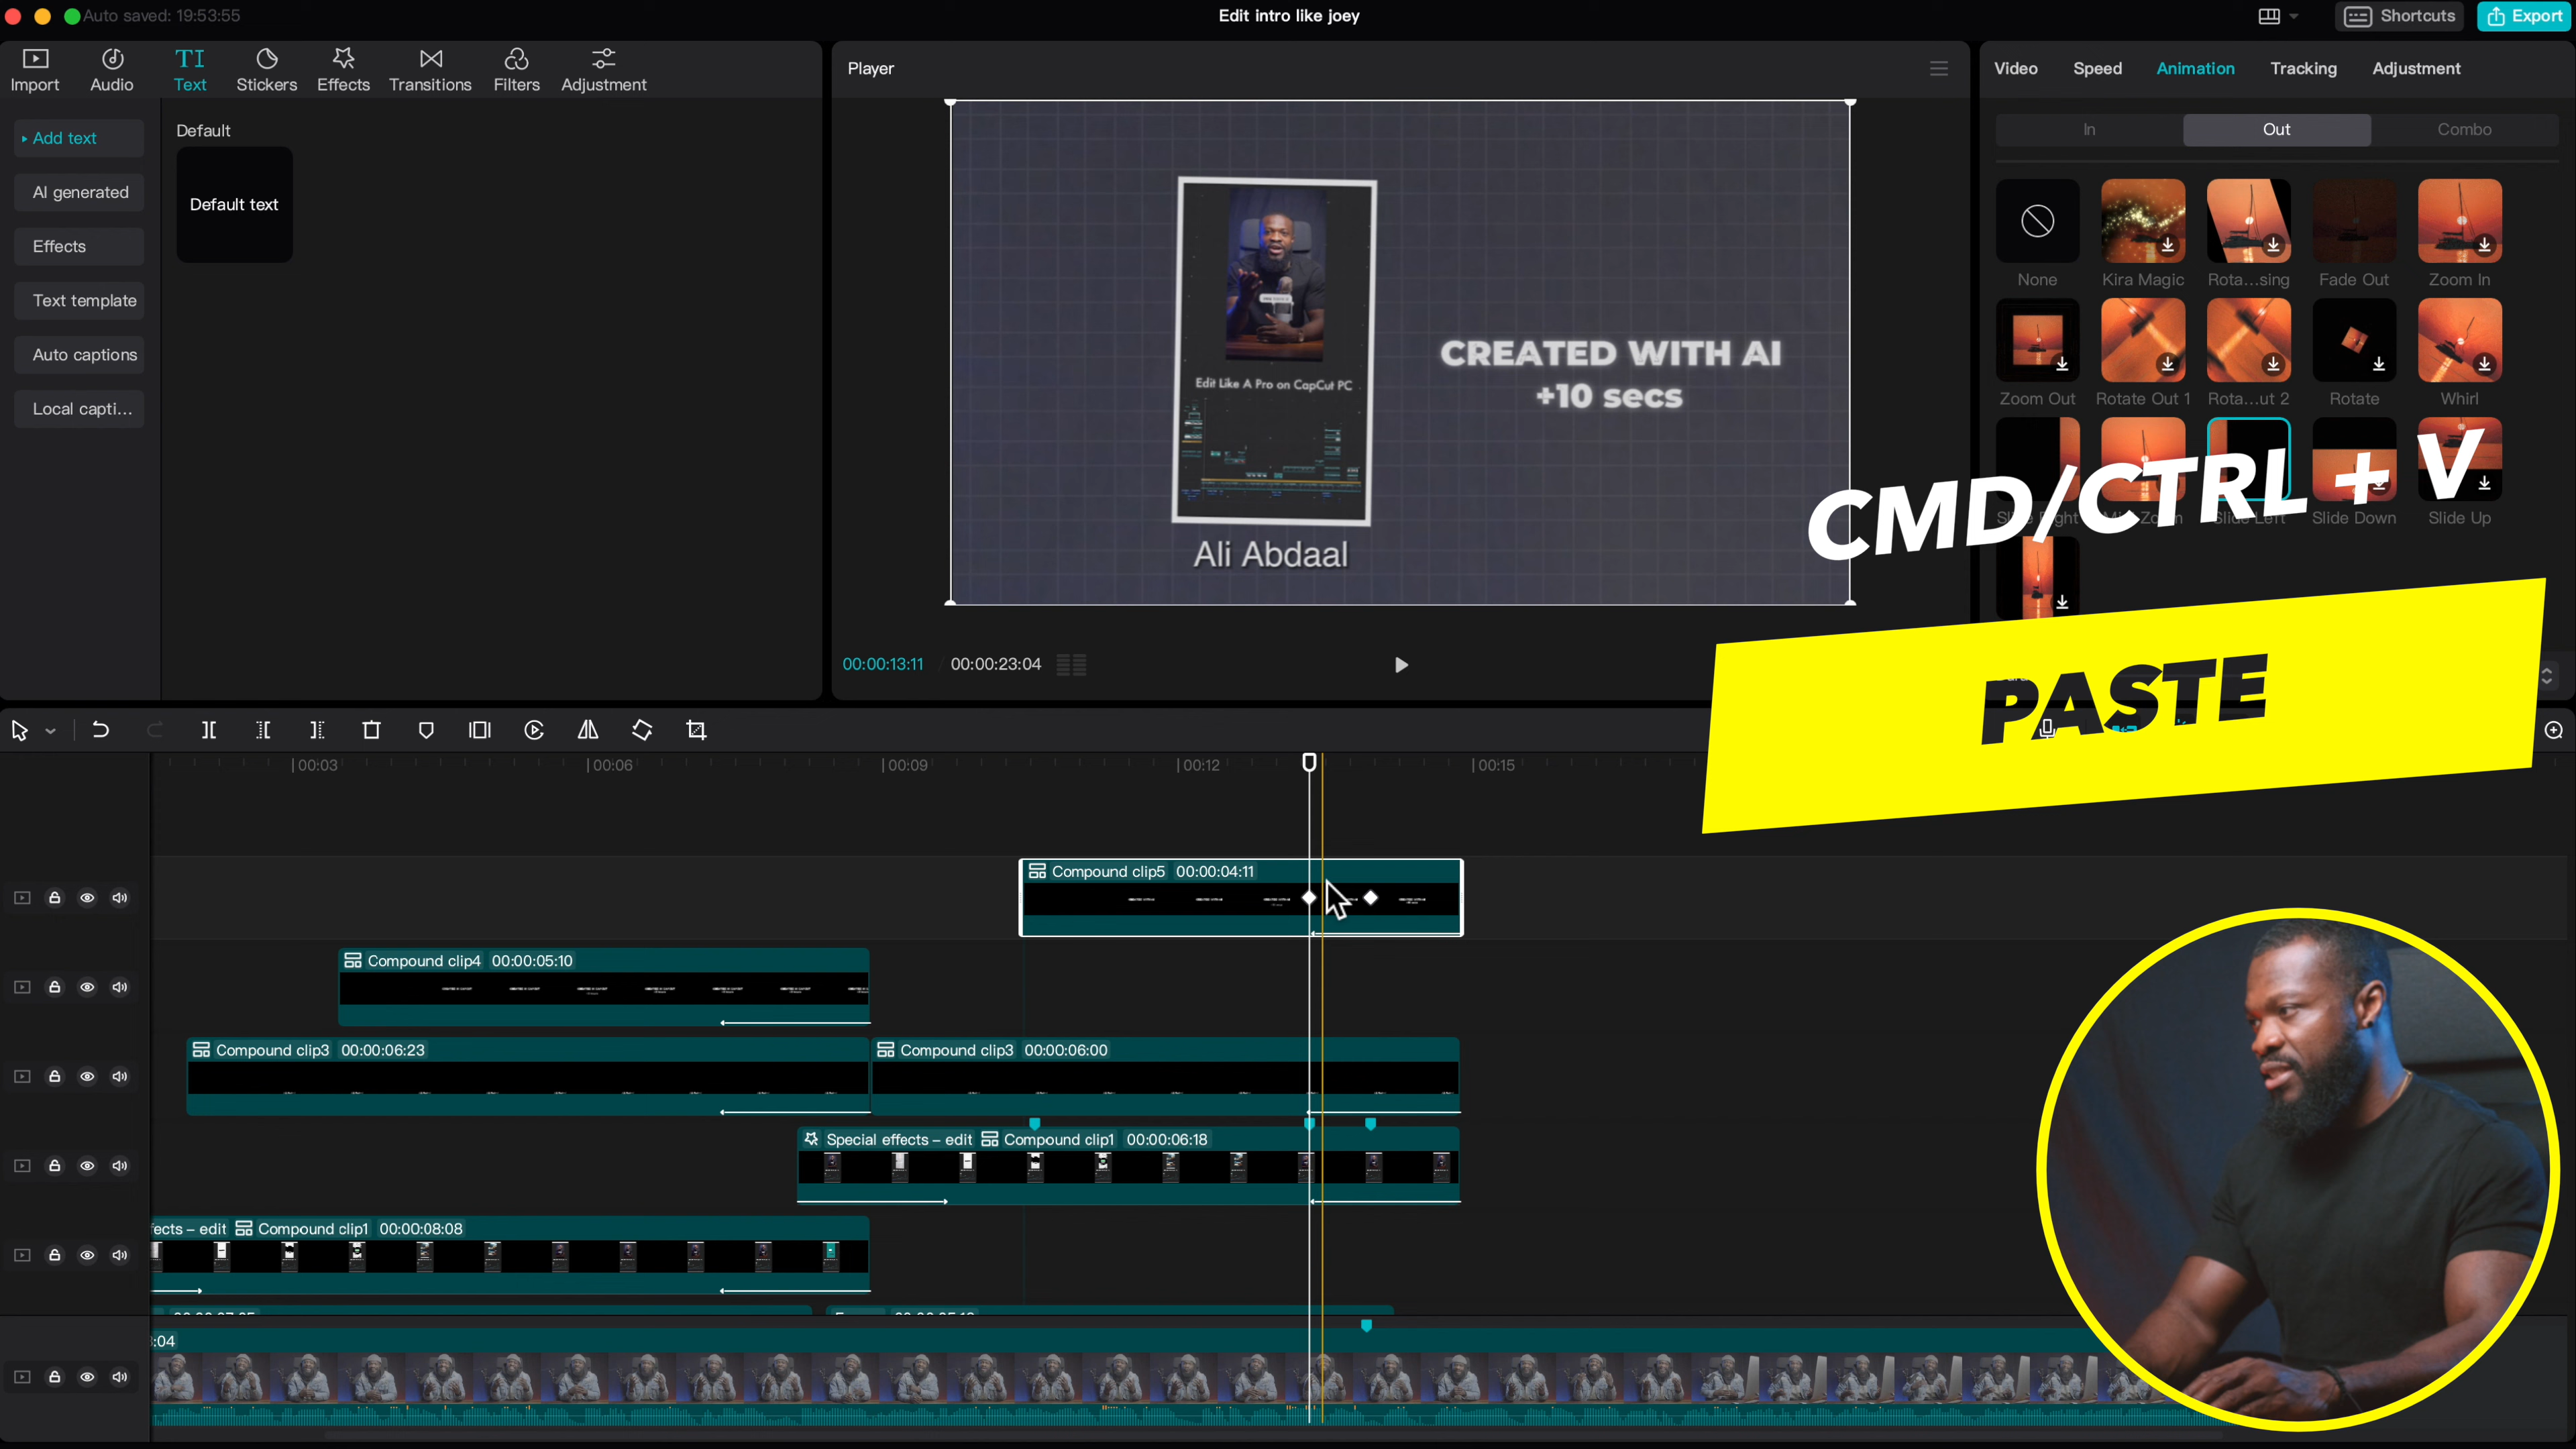 Auto saved: 19:53:55
Edit intro like joey
Shortcuts
Export
Import
Audio
TI
Text
Stickers
Effects
Transitions
Filters
Adjustment
Add text
AI generated
Effects
Text template
Auto captions
Local capti...
Default
Default text
Player
Edit Like A Pro on CapCut PC
CREATED WITH AI
+10 secs
Ali Abdaal
00:00:13:11
00:00:23:04
Video
Speed
Animation
Tracking
Adjustment
In
Out
Combo
None
Kira Magic
Rota...sing
Fade Out
Zoom In
Zoom Out
Rotate Out 1
Rota...ut 2
Rotate
Whirl
Slide Left
Slide Down
Slide Up
CMD/CTRL + V
PASTE
00:03
00:06
00:09
00:12
00:15
Compound clip5 00:00:04:11
Compound clip4 00:00:05:10
Compound clip3 00:00:06:23
Compound clip3 00:00:06:00
Special effects – edit Compound clip1 00:00:06:18
fects – edit Compound clip1 00:00:08:08
:04